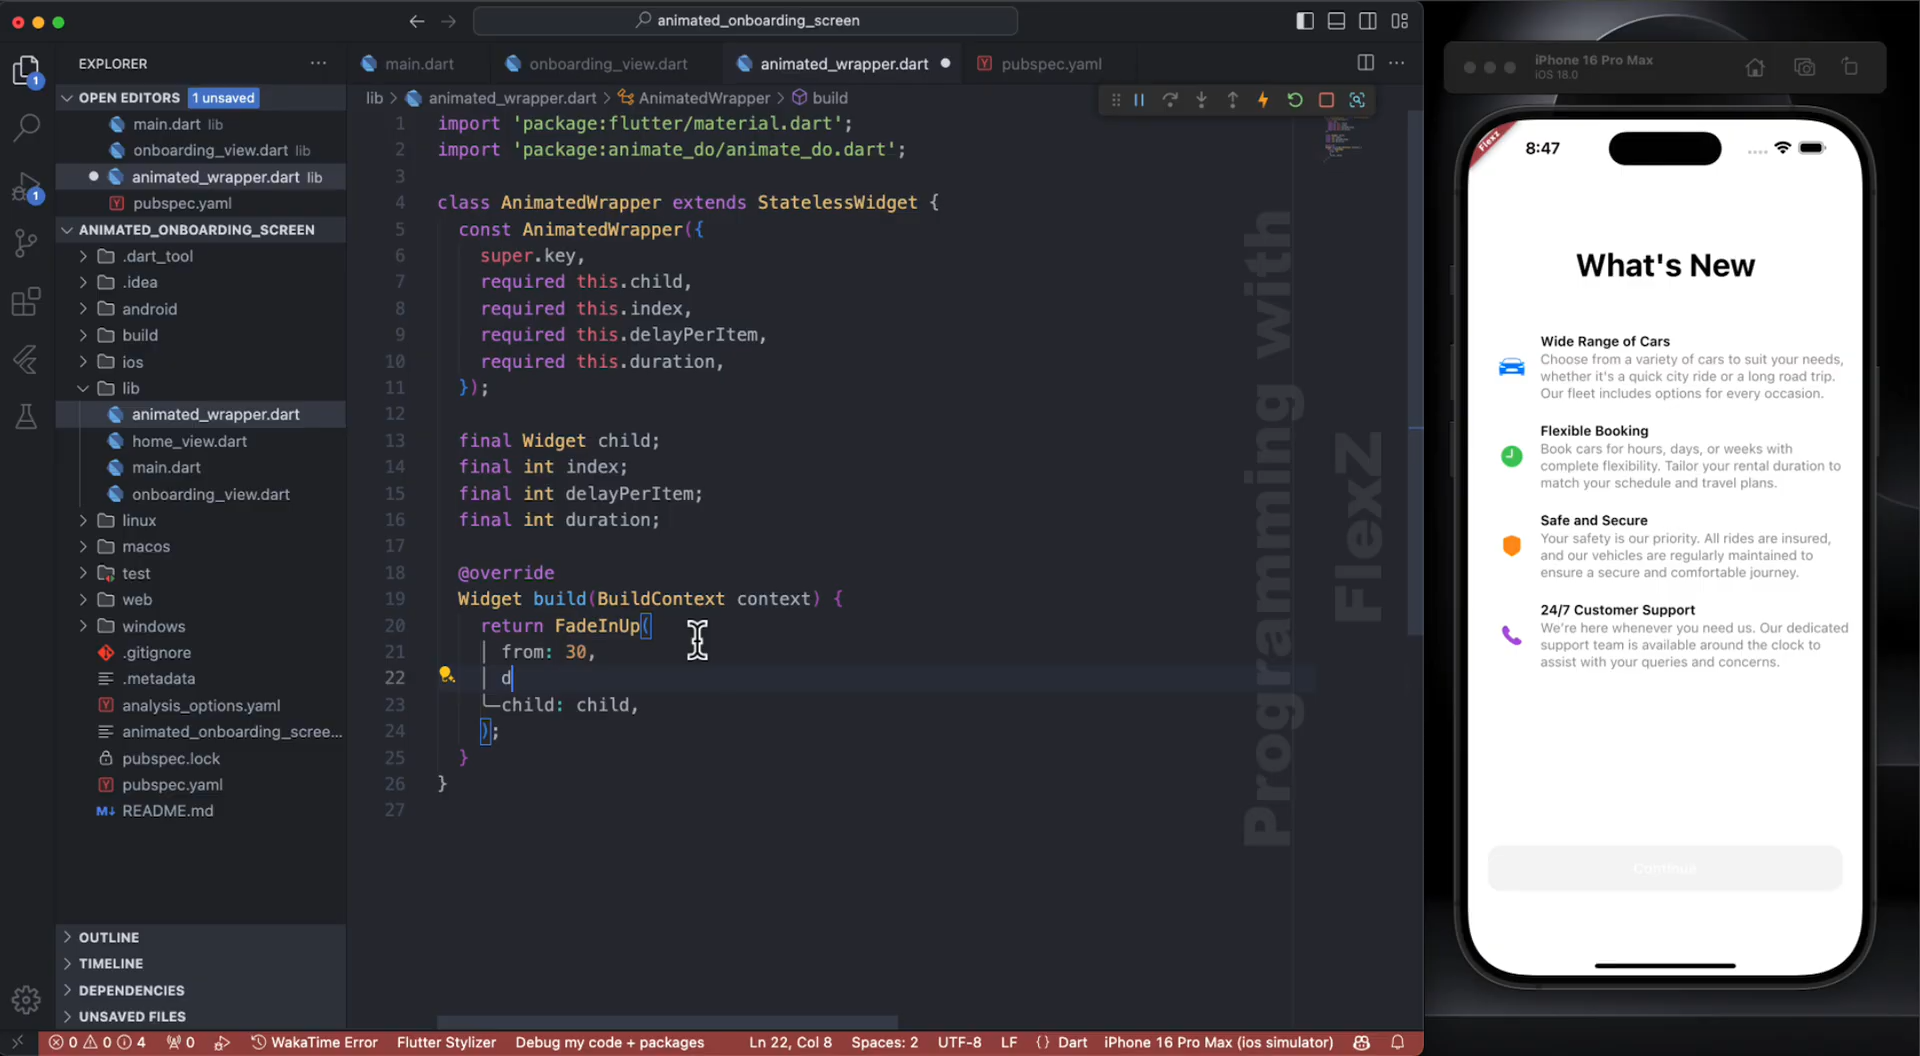 animated_onboarding_screen
EXPLORER
OPEN EDITORS 1 unsaved
main.dart lib
onboarding_view.dart lib
animated_wrapper.dart lib
pubspec.yaml
ANIMATED_ONBOARDING_SCREEN
.dart_tool
.idea
android
build
ios
lib
animated_wrapper.dart
home_view.dart
main.dart
onboarding_view.dart
linux
macos
test
web
windows
.gitignore
.metadata
analysis_options.yaml
animated_onboarding_scree...
pubspec.lock
pubspec.yaml
README.md
OUTLINE
TIMELINE
DEPENDENCIES
UNSAVED FILES
main.dart onboarding_view.dart animated_wrapper.dart pubspec.yaml
lib > animated_wrapper.dart > AnimatedWrapper > build
1 import 'package:flutter/material.dart';
2 import 'package:animate_do/animate_do.dart';
3
4 class AnimatedWrapper extends StatelessWidget {
5 const AnimatedWrapper({
6 super.key,
7 required this.child,
8 required this.index,
9 required this.delayPerItem,
10 required this.duration,
11 });
12
13 final Widget child;
14 final int index;
15 final int delayPerItem;
16 final int duration;
17
18 @override
19 Widget build(BuildContext context) {
20 return FadeInUp(
21 from: 30,
22 d
23 child: child,
24 );
25 }
26 }
27
Programming with
FlexZ
0 0 4 0 WakaTime Error Flutter Stylizer Debug my code + packages Ln 22, Col 8 Spaces: 2 UTF-8 LF {} Dart iPhone 16 Pro Max (ios simulator)
iPhone 16 Pro Max
iOS 18.0
FlexZ
8:47
What's New
Wide Range of Cars
Choose from a variety of cars to suit your needs,
whether it's a quick city ride or a long road trip.
Our fleet includes options for every occasion.
Flexible Booking
Book cars for hours, days, or weeks with
complete flexibility. Tailor your rental duration to
match your schedule and travel plans.
Safe and Secure
Your safety is our priority. All rides are insured,
and our vehicles are regularly maintained to
ensure a secure and comfortable journey.
24/7 Customer Support
We're here whenever you need us. Our dedicated
support team is available around the clock to
assist with your queries and concerns.
Continue